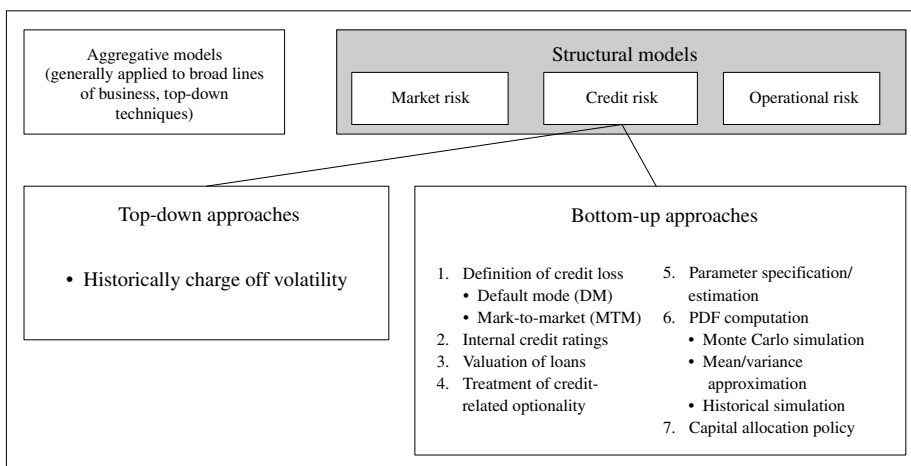 Aggregative models
(generally applied to broad lines
of business, top-down
techniques)
Structural models
Market risk
Credit risk
Operational risk
Top-down approaches
• Historically charge off volatility
Bottom-up approaches
1. Definition of credit loss
• Default mode (DM)
• Mark-to-market (MTM)
2. Internal credit ratings
3. Valuation of loans
4. Treatment of credit-
related optionality
5. Parameter specification/
estimation
6. PDF computation
• Monte Carlo simulation
• Mean/variance
approximation
• Historical simulation
7. Capital allocation policy